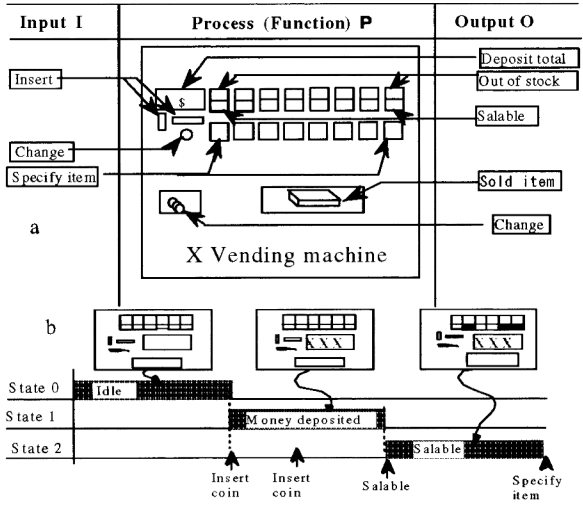 Input I
Process (Function) P
Output O
Deposit total
Out of stock
Insert
$
Salable
Change
Specify item
Sold item
a
Change
X Vending machine
b
XXX
XXX
State 0
Idle
State 1
Money deposited
State 2
Salable
Insert coin
Insert coin
Salable
Specify item